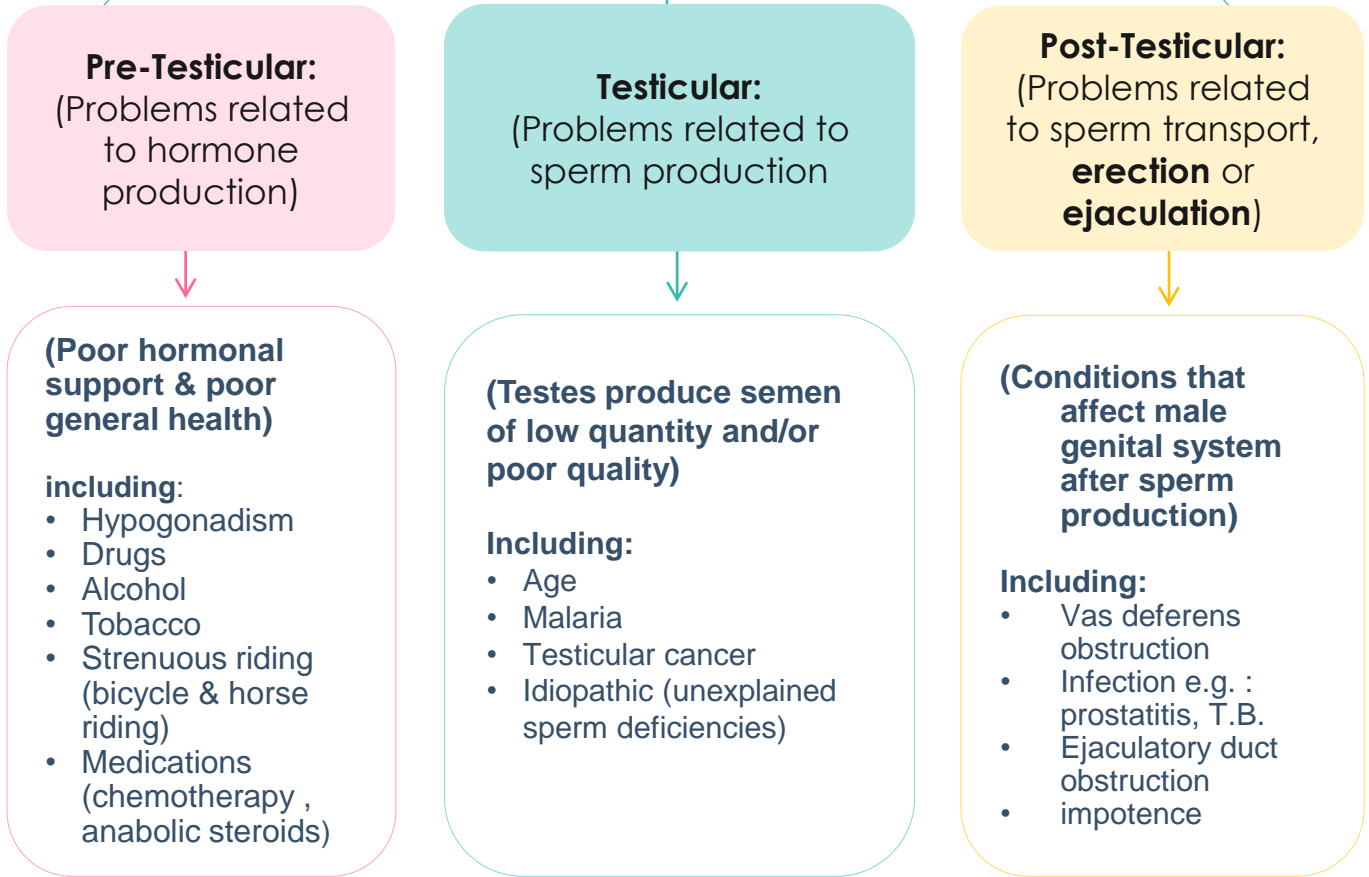 Pre-Testicular:
(Problems related
to hormone
production)
Testicular:
(Problems related to
sperm production
Post-Testicular:
(Problems related
to sperm transport,
erection or
ejaculation)
(Poor hormonal
support & poor
general health)
including:
• Hypogonadism
• Drugs
• Alcohol
• Tobacco
• Strenuous riding
(bicycle & horse
riding)
• Medications
(chemotherapy ,
anabolic steroids)
(Testes produce semen
of low quantity and/or
poor quality)
Including:
• Age
• Malaria
• Testicular cancer
• Idiopathic (unexplained
sperm deficiencies)
(Conditions that
affect male
genital system
after sperm
production)
Including:
• Vas deferens
obstruction
• Infection e.g. :
prostatitis, T.B.
• Ejaculatory duct
obstruction
• impotence